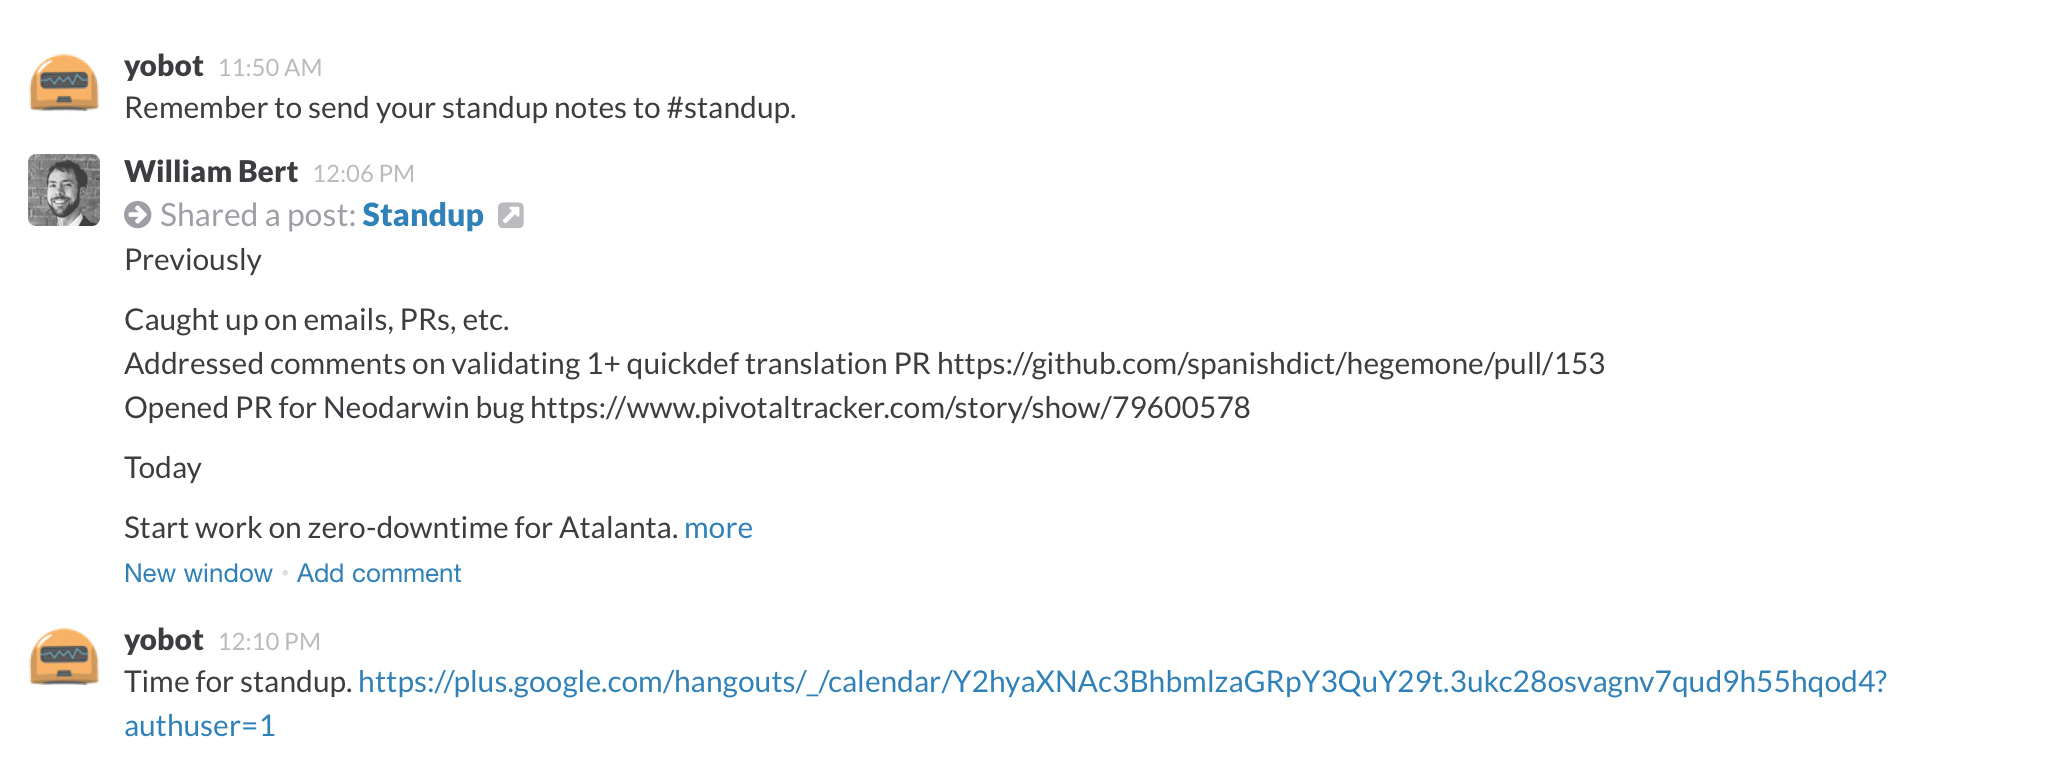 yobot 11:50 AM
Remember to send your standup notes to #standup.
William Bert 12:06 PM
Shared a post: Standup
Previously
Caught up on emails, PRs, etc.
Addressed comments on validating 1+ quickdef translation PR https://github.com/spanishdict/hegemone/pull/153
Opened PR for Neodarwin bug https://www.pivotaltracker.com/story/show/79600578
Today
Start work on zero-downtime for Atalanta. more
New window • Add comment
yobot 12:10 PM
Time for standup. https://plus.google.com/hangouts/_/calendar/Y2hyaXNAc3BhbmlzaGRpY3QuY29t.3ukc28osvagnv7qud9h55hqod4?
authuser=1